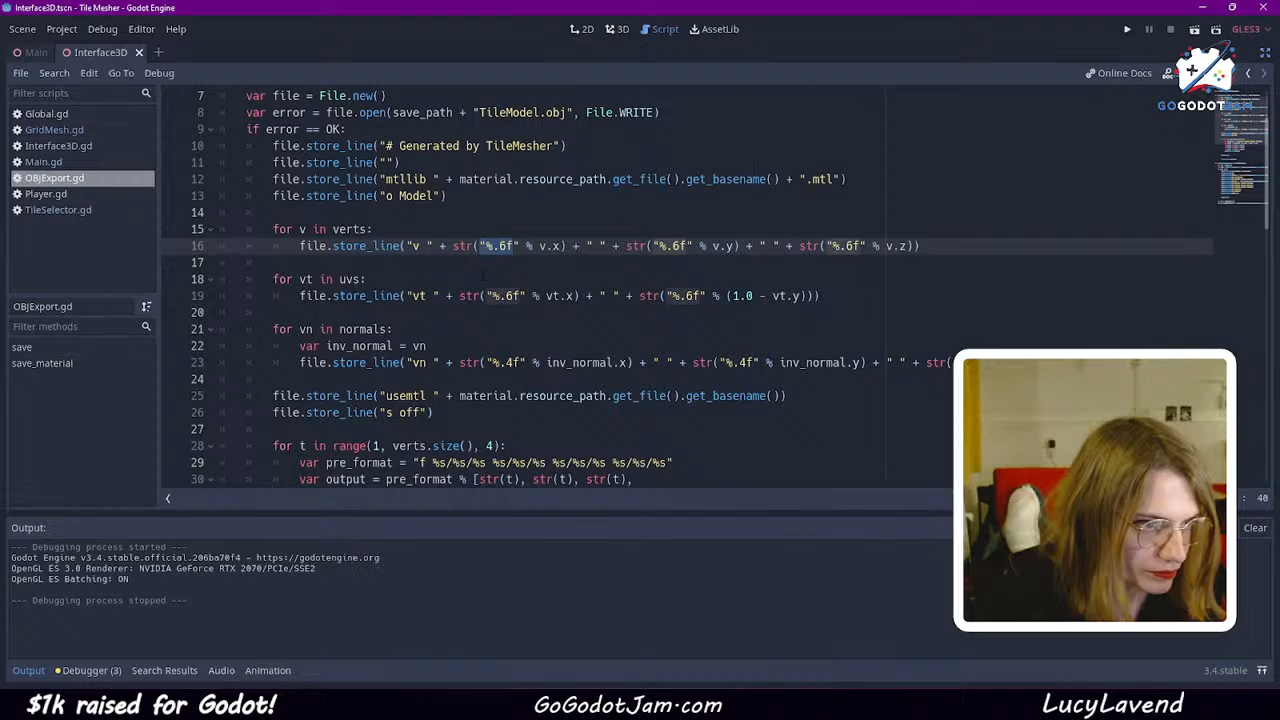 Interface3D.tscn - Tile Mesher - Godot Engine
Scene Project Debug Editor Help
2D 3D Script AssetLib
GLES3
Main Interface3D
File Search Edit Go To Debug
Online Docs
Filter scripts
Global.gd
GridMesh.gd
Interface3D.gd
Main.gd
OBJExport.gd
Player.gd
TileSelector.gd
OBJExport.gd
Filter methods
save
save_material
7 var file = File.new()
8 var error = file.open(save_path + "TileModel.obj", File.WRITE)
9 if error == OK:
10 file.store_line("# Generated by TileMesher")
11 file.store_line("")
12 file.store_line("mtllib " + material.resource_path.get_file().get_basename() + ".mtl")
13 file.store_line("o Model")
14
15 for v in verts:
16 file.store_line("v " + str("%.6f" % v.x) + " " + str("%.6f" % v.y) + " " + str("%.6f" % v.z))
17
18 for vt in uvs:
19 file.store_line("vt " + str("%.6f" % vt.x) + " " + str("%.6f" % (1.0 - vt.y)))
20
21 for vn in normals:
22 var inv_normal = vn
23 file.store_line("vn " + str("%.4f" % inv_normal.x) + " " + str("%.4f" % inv_normal.y) + " " + str(
24
25 file.store_line("usemtl " + material.resource_path.get_file().get_basename())
26 file.store_line("s off")
28 for t in range(1, verts.size(), 4):
29 var pre_format = "f %s/%s/%s %s/%s/%s %s/%s/%s %s/%s/%s"
30 var output = pre_format % [str(t), str(t), str(t),
: 40
Output:
Clear
--- Debugging process started ---
Godot Engine v3.4.stable.official.206ba70f4 - https://godotengine.org
OpenGL ES 3.0 Renderer: NVIDIA GeForce RTX 2070/PCIe/SSE2
OpenGL ES Batching: ON
--- Debugging process stopped ---
Output Debugger (3) Search Results Audio Animation
3.4.stable
$1k raised for Godot!
GoGodotJam.com
LucyLavend